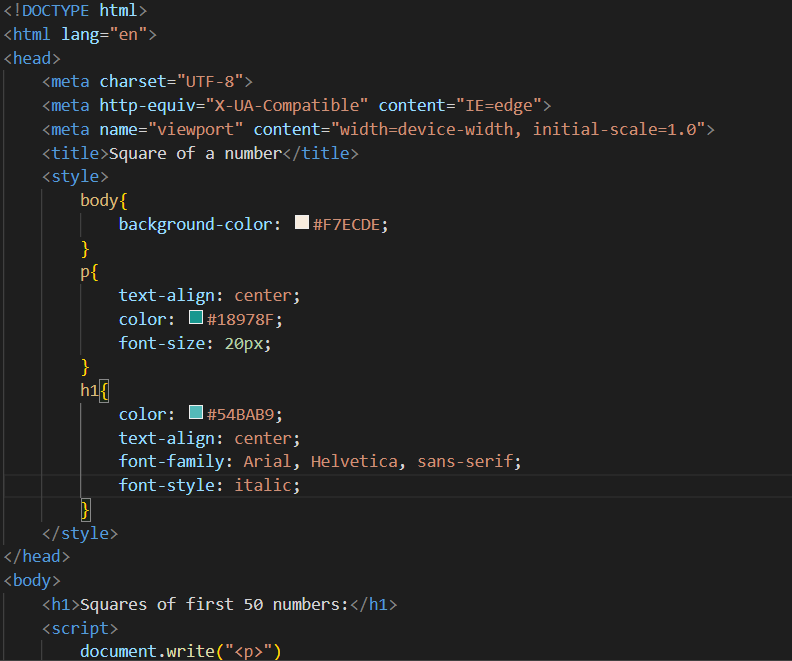 <!DOCTYPE html>
<html lang="en">
<head>
    <meta charset="UTF-8">
    <meta http-equiv="X-UA-Compatible" content="IE=edge">
    <meta name="viewport" content="width=device-width, initial-scale=1.0">
    <title>Square of a number</title>
    <style>
        body{
            background-color: #F7ECDE;
        }
        p{
            text-align: center;
            color: #18978F;
            font-size: 20px;
        }
        h1{
            color: #54BAB9;
            text-align: center;
            font-family: Arial, Helvetica, sans-serif;
            font-style: italic;
        }
    </style>
</head>
<body>
    <h1>Squares of first 50 numbers:</h1>
    <script>
        document.write("<p>")